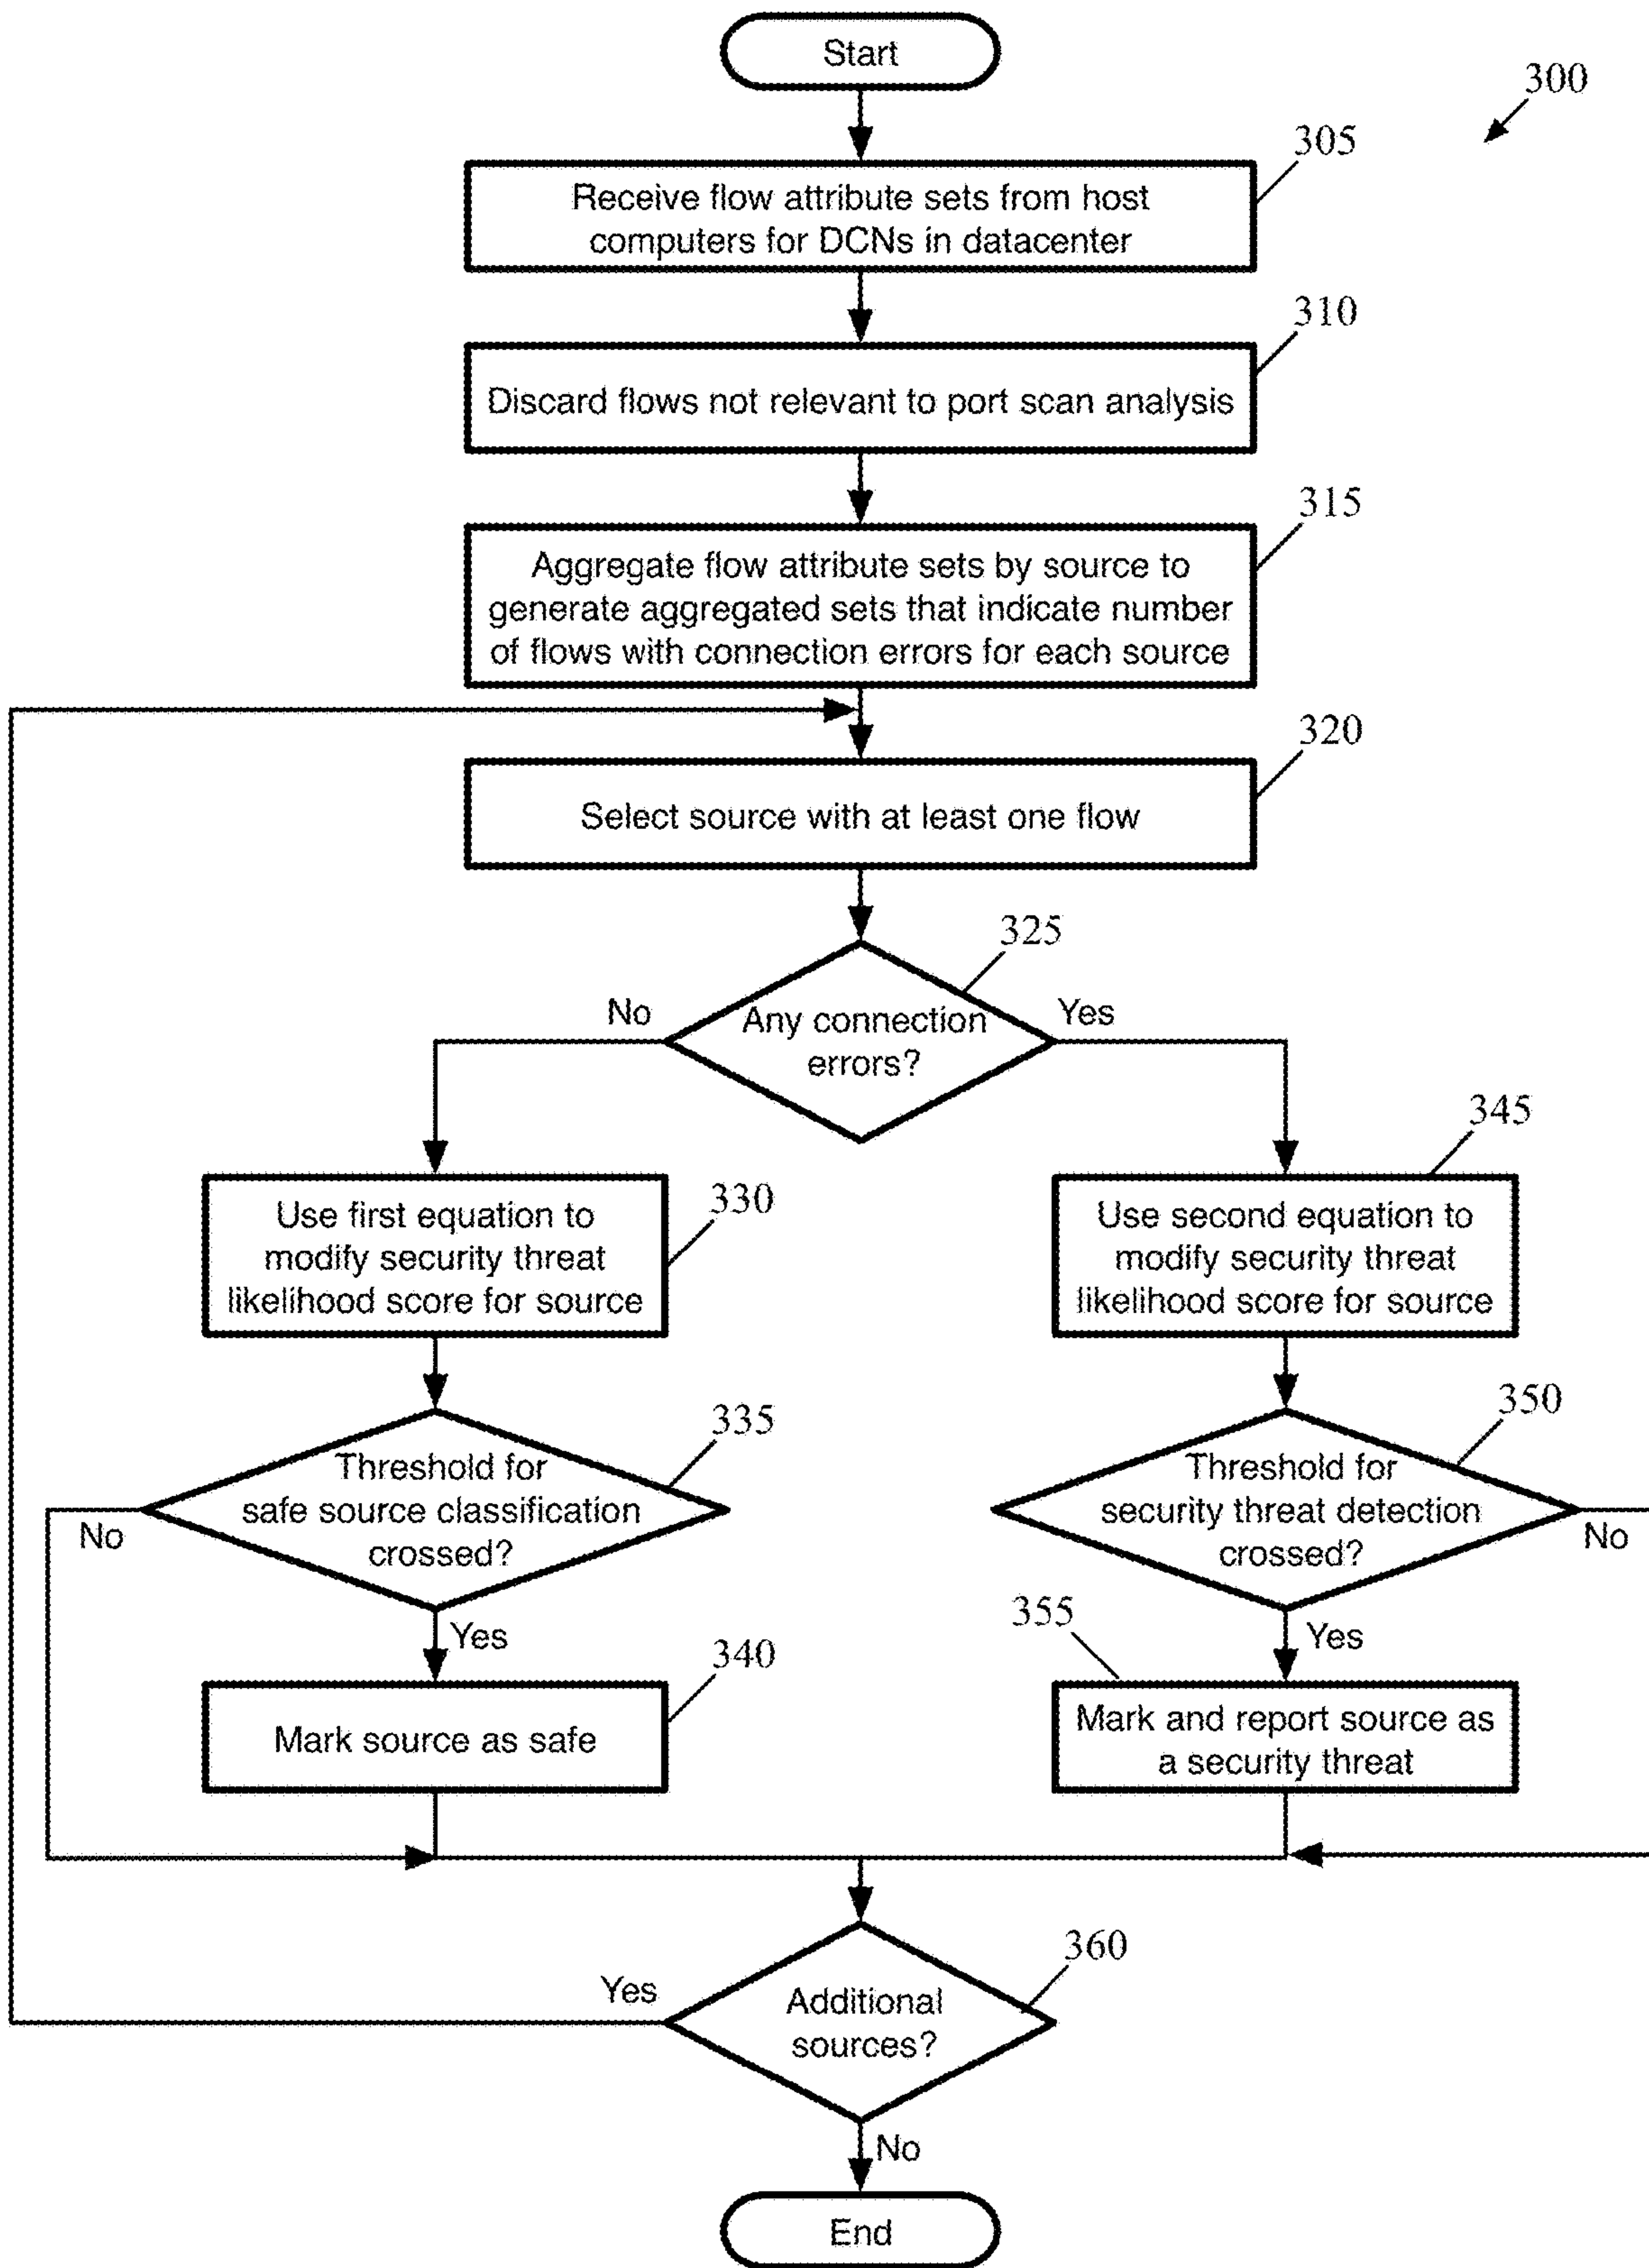 Start
300
305
Receive flow attribute sets from host
computers for DCNs in datacenter
310
Discard flows not relevant to port scan analysis
315
Aggregate flow attribute sets by source to
generate aggregated sets that indicate number
of flows with connection errors for each source
320
Select source with at least one flow
325
No
Any connection
errors?
Yes
330
Use first equation to
modify security threat
likelihood score for source
345
Use second equation to
modify security threat
likelihood score for source
335
Threshold for
safe source classification
crossed?
No
Yes
350
Threshold for
security threat detection
crossed?
No
Yes
340
Mark source as safe
355
Mark and report source as
a security threat
360
Yes
Additional
sources?
No
End